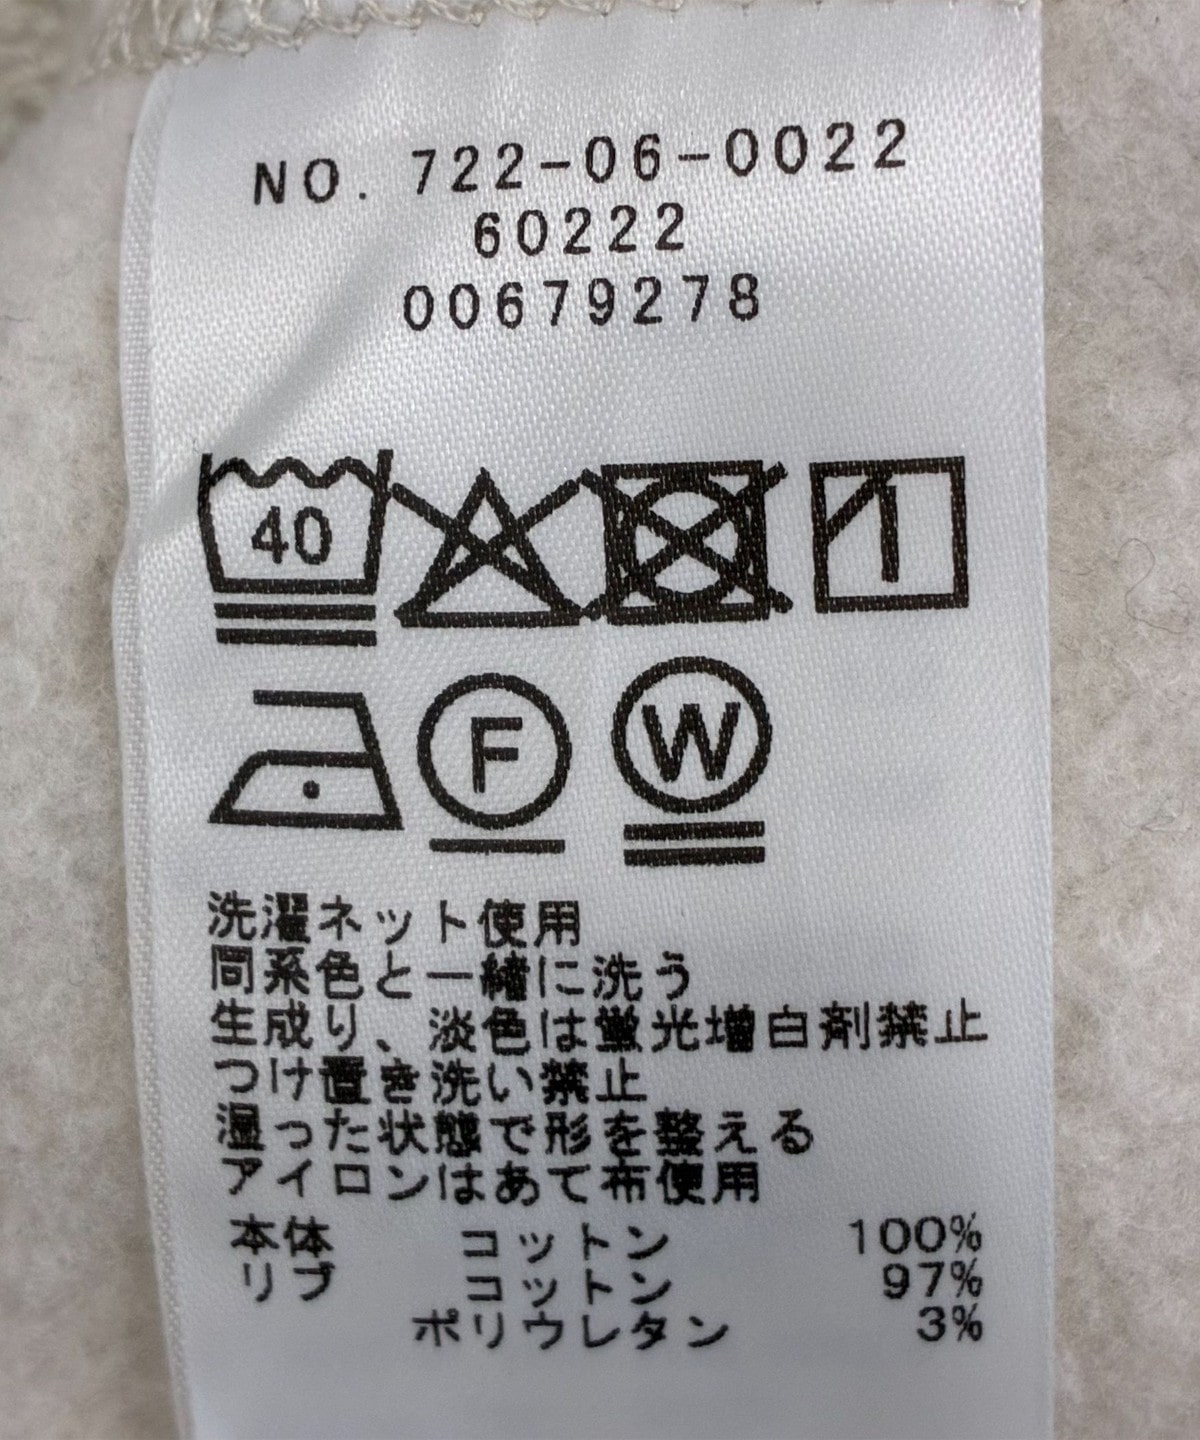 NO. 722-06-0022
60222
00679278
40
F W
洗濯ネット使用
同系色と一緒に洗う
生成り、淡色は蛍光増白剤禁止
つけ置き洗い禁止
湿った状態で形を整える
アイロンはあて布使用
本体 コットン 100%
リブ コットン 97%
ポリウレタン 3%